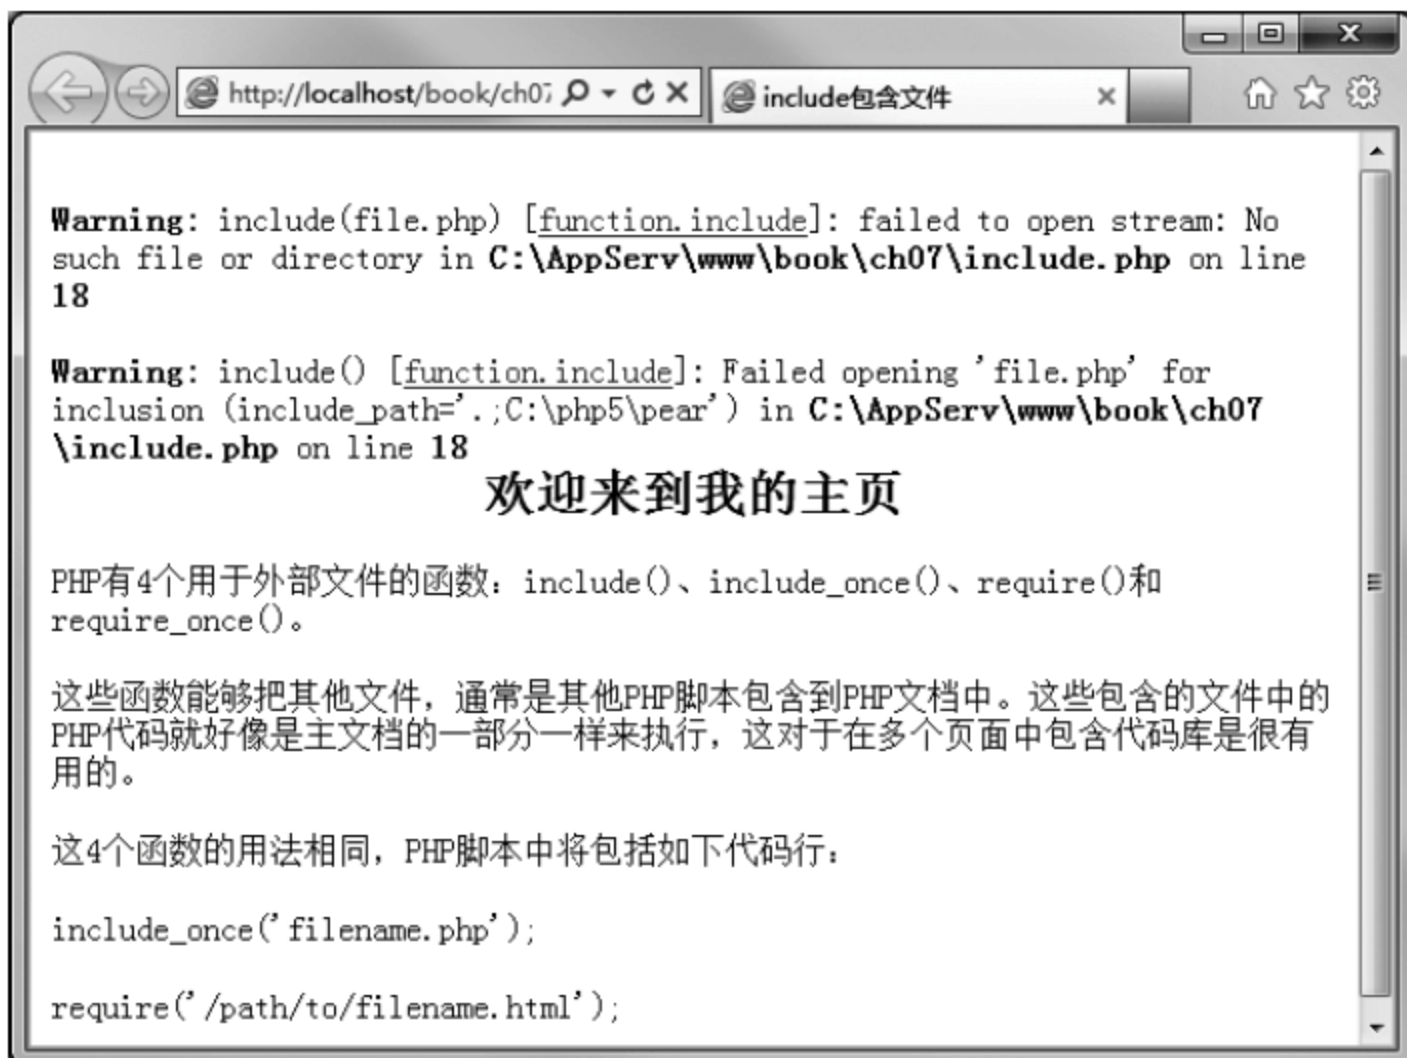 http://localhost/book/ch07
include包含文件
Warning: include(file.php) [function.include]: failed to open stream: No
such file or directory in C:\AppServ\www\book\ch07\include.php on line
18
Warning: include() [function.include]: Failed opening 'file.php' for
inclusion (include_path='.;C:\php5\pear') in C:\AppServ\www\book\ch07
\include.php on line 18
欢迎来到我的主页
PHP有4个用于外部文件的函数：include()、include_once()、require()和
require_once()。
这些函数能够把其他文件，通常是其他PHP脚本包含到PHP文档中。这些包含的文件中的
PHP代码就好像是主文档的一部分一样来执行，这对于在多个页面中包含代码库是很有
用的。
这4个函数的用法相同，PHP脚本中将包括如下代码行：
include_once('filename.php');
require('/path/to/filename.html');